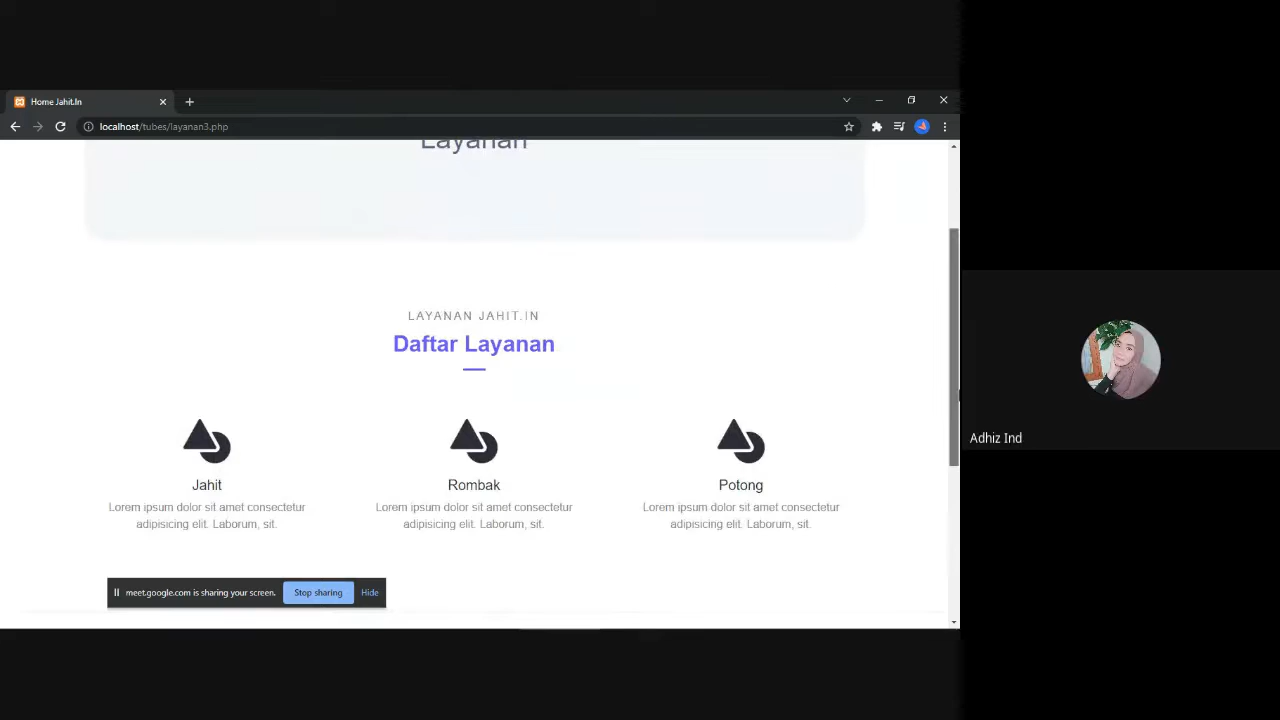 Home Jahit.In
localhost/tubes/layanan3.php
Layanan
LAYANAN JAHIT.IN
Daftar Layanan
Jahit
Lorem ipsum dolor sit amet consectetur
adipisicing elit. Laborum, sit.
Rombak
Lorem ipsum dolor sit amet consectetur
adipisicing elit. Laborum, sit.
Potong
Lorem ipsum dolor sit amet consectetur
adipisicing elit. Laborum, sit.
meet.google.com is sharing your screen. Stop sharing Hide
Adhiz Ind